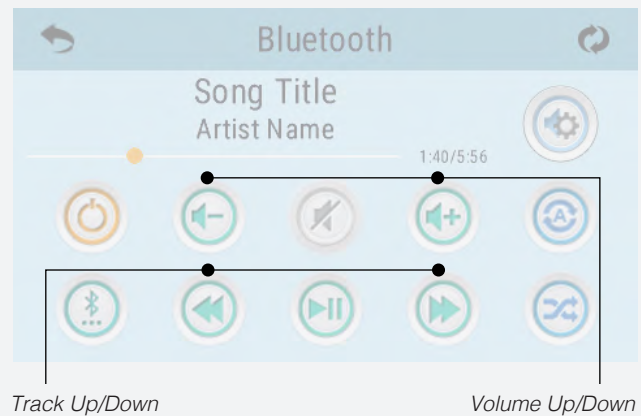 Bluetooth
Song Title
Artist Name
1:40/5:56
A
Track Up/Down
Volume Up/Down